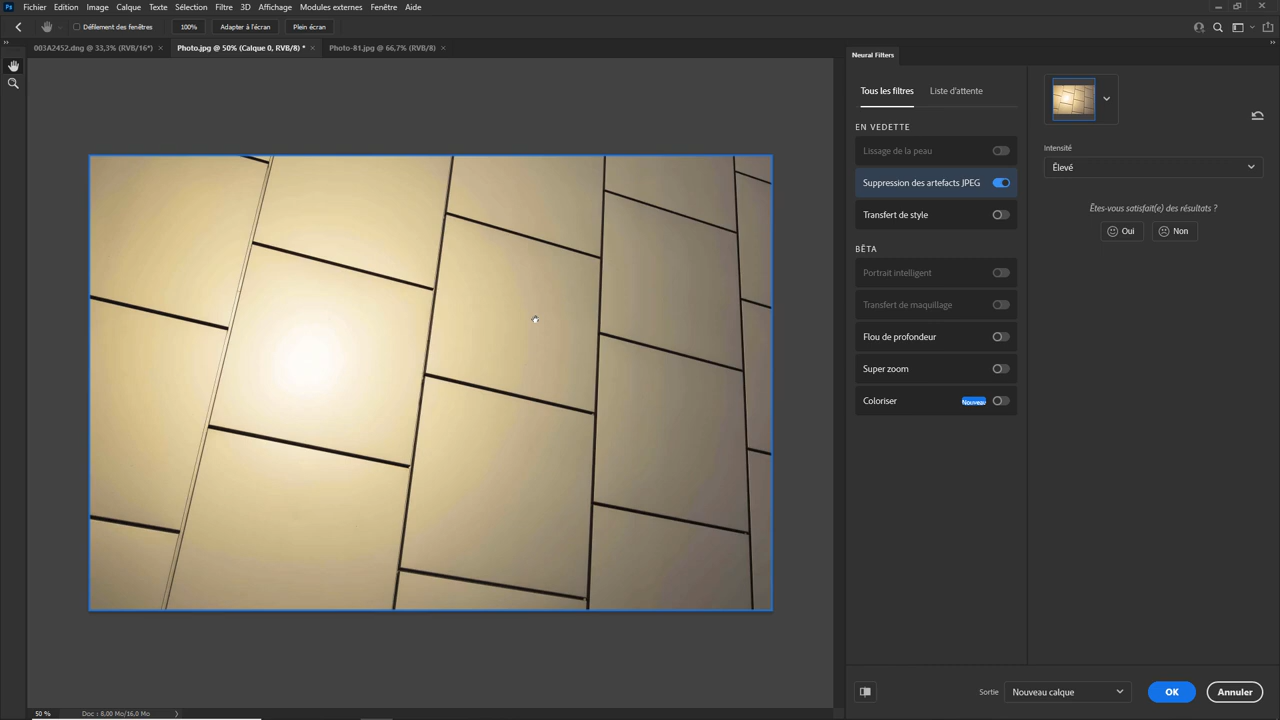 Ps Fichier Edition Image Calque Texte Sélection Filtre 3D Affichage Modules externes Fenêtre Aide
Défilement des fenêtres 100% Adapter à l'écran Plein écran
003A2452.dng @ 33,3% (RVB/16*) × Photo.jpg @ 50% (Calque 0, RVB/8) * × Photo-81.jpg @ 66,7% (RVB/8) ×
Neural Filters
Tous les filtres Liste d'attente
EN VEDETTE
Lissage de la peau
Suppression des artefacts JPEG
Transfert de style
BÊTA
Portrait intelligent
Transfert de maquillage
Flou de profondeur
Super zoom
Coloriser Nouveau
Intensité
Élevé
Êtes-vous satisfait(e) des résultats ?
Oui Non
Sortie Nouveau calque OK Annuler
50 % Doc : 8,00 Mo/16,0 Mo